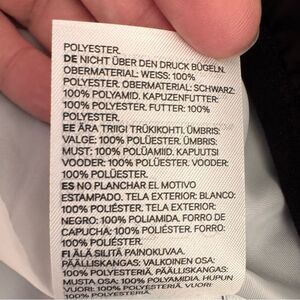 POLYESTER.
DE NICHT ÜBER DEN DRUCK BÜGELN.
OBERMATERIAL: WEISS: 100%
POLYESTER. OBERMATERIAL: SCHWARZ:
100% POLYAMID. KAPUZENFUTTER:
100% POLYESTER. FUTTER: 100%
POLYESTER.
EE ÄRA TRIIGI TRÜKIKOHTI. ÜMBRIS:
VALGE: 100% POLÜESTER. ÜMBRIS:
MUST: 100% POLÜAMIID. KAPUUTSI
VOODER: 100% POLÜESTER. VOODER:
100% POLÜESTER.
ES NO PLANCHAR EL MOTIVO
ESTAMPADO. TELA EXTERIOR: BLANCO:
100% POLIÉSTER. TELA EXTERIOR:
NEGRO: 100% POLIAMIDA. FORRO DE
CAPUCHA: 100% POLIÉSTER. FORRO:
100% POLIÉSTER.
FI ÄLÄ SILITÄ PAINOKUVAA.
PÄÄLLISKANGAS: VALKOINEN OSA:
100% POLYESTERIÄ. PÄÄLLISKANGAS:
MUSTA OSA: 100% POLYAMIDIA. HUPUN
VUORI: 100% POLYESTERIÄ. VUORI:
100% POLYESTERIÄ.